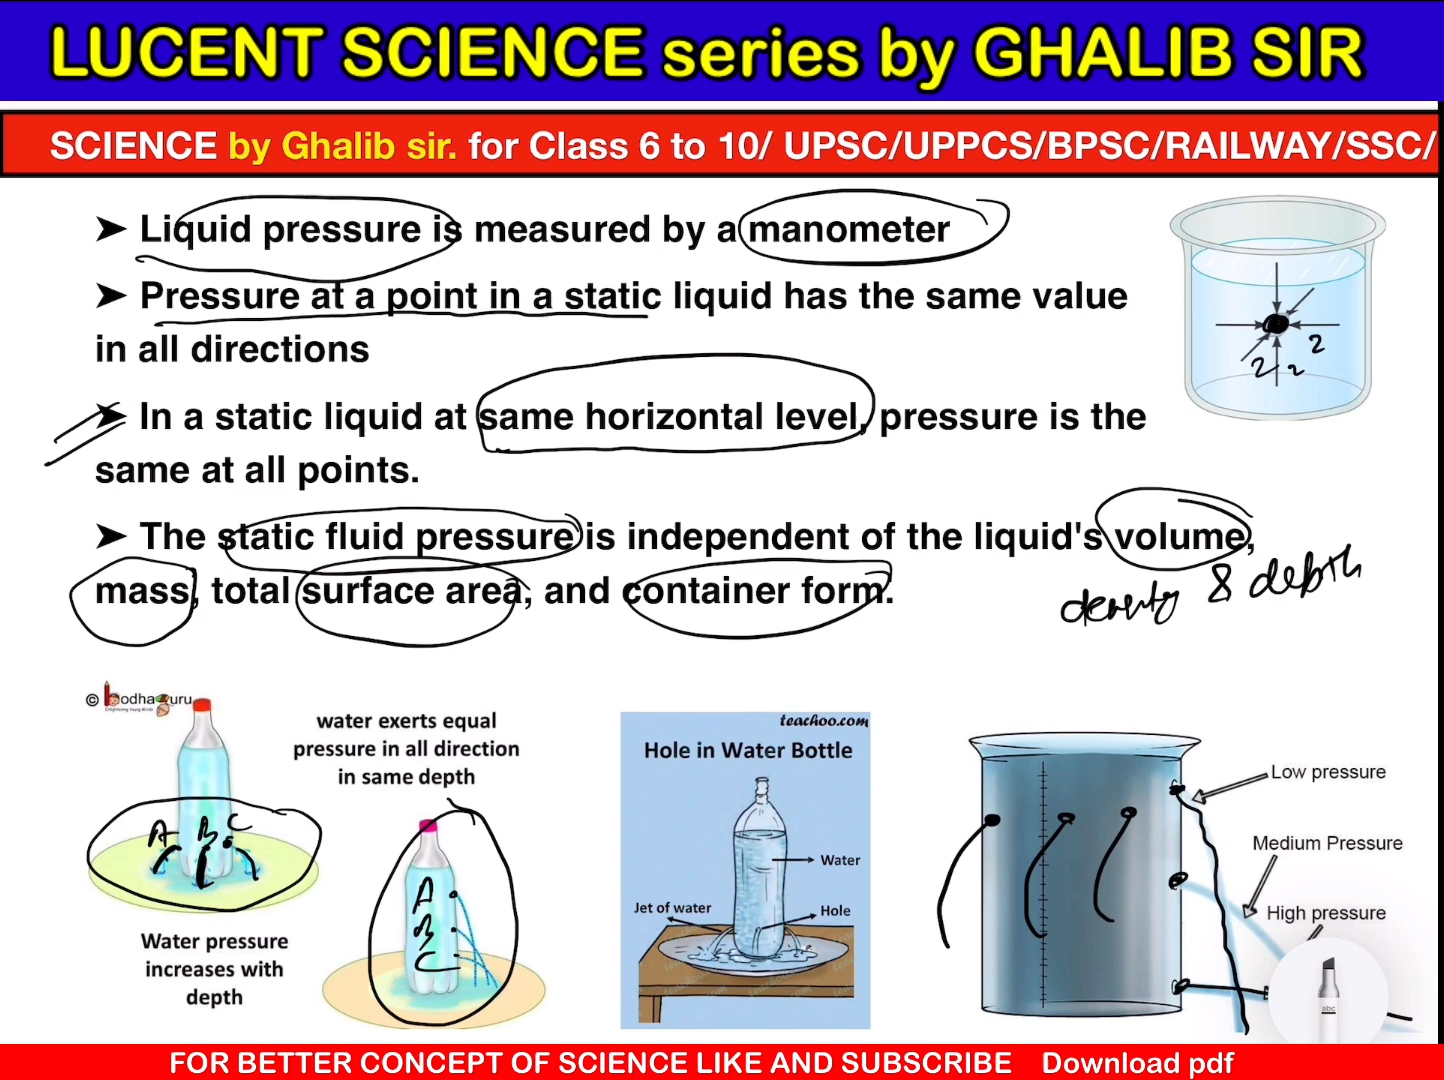 LUCENT SCIENCE series by GHALIB SIR
SCIENCE by Ghalib sir. for Class 6 to 10/ UPSC/UPPCS/BPSC/RAILWAY/SSC/
➤ Liquid pressure is measured by a manometer
➤ Pressure at a point in a static liquid has the same value
in all directions
2
2 2
➤ In a static liquid at same horizontal level, pressure is the
same at all points.
➤ The static fluid pressure is independent of the liquid's volume,
mass, total surface area, and container form.
density & depth
© bodhaguru
water exerts equal
pressure in all direction
in same depth
A B C
Water pressure
increases with
depth
A
B
C
teachoo.com
Hole in Water Bottle
Water
Jet of water
Hole
Low pressure
Medium Pressure
High pressure
abc
FOR BETTER CONCEPT OF SCIENCE LIKE AND SUBSCRIBE Download pdf